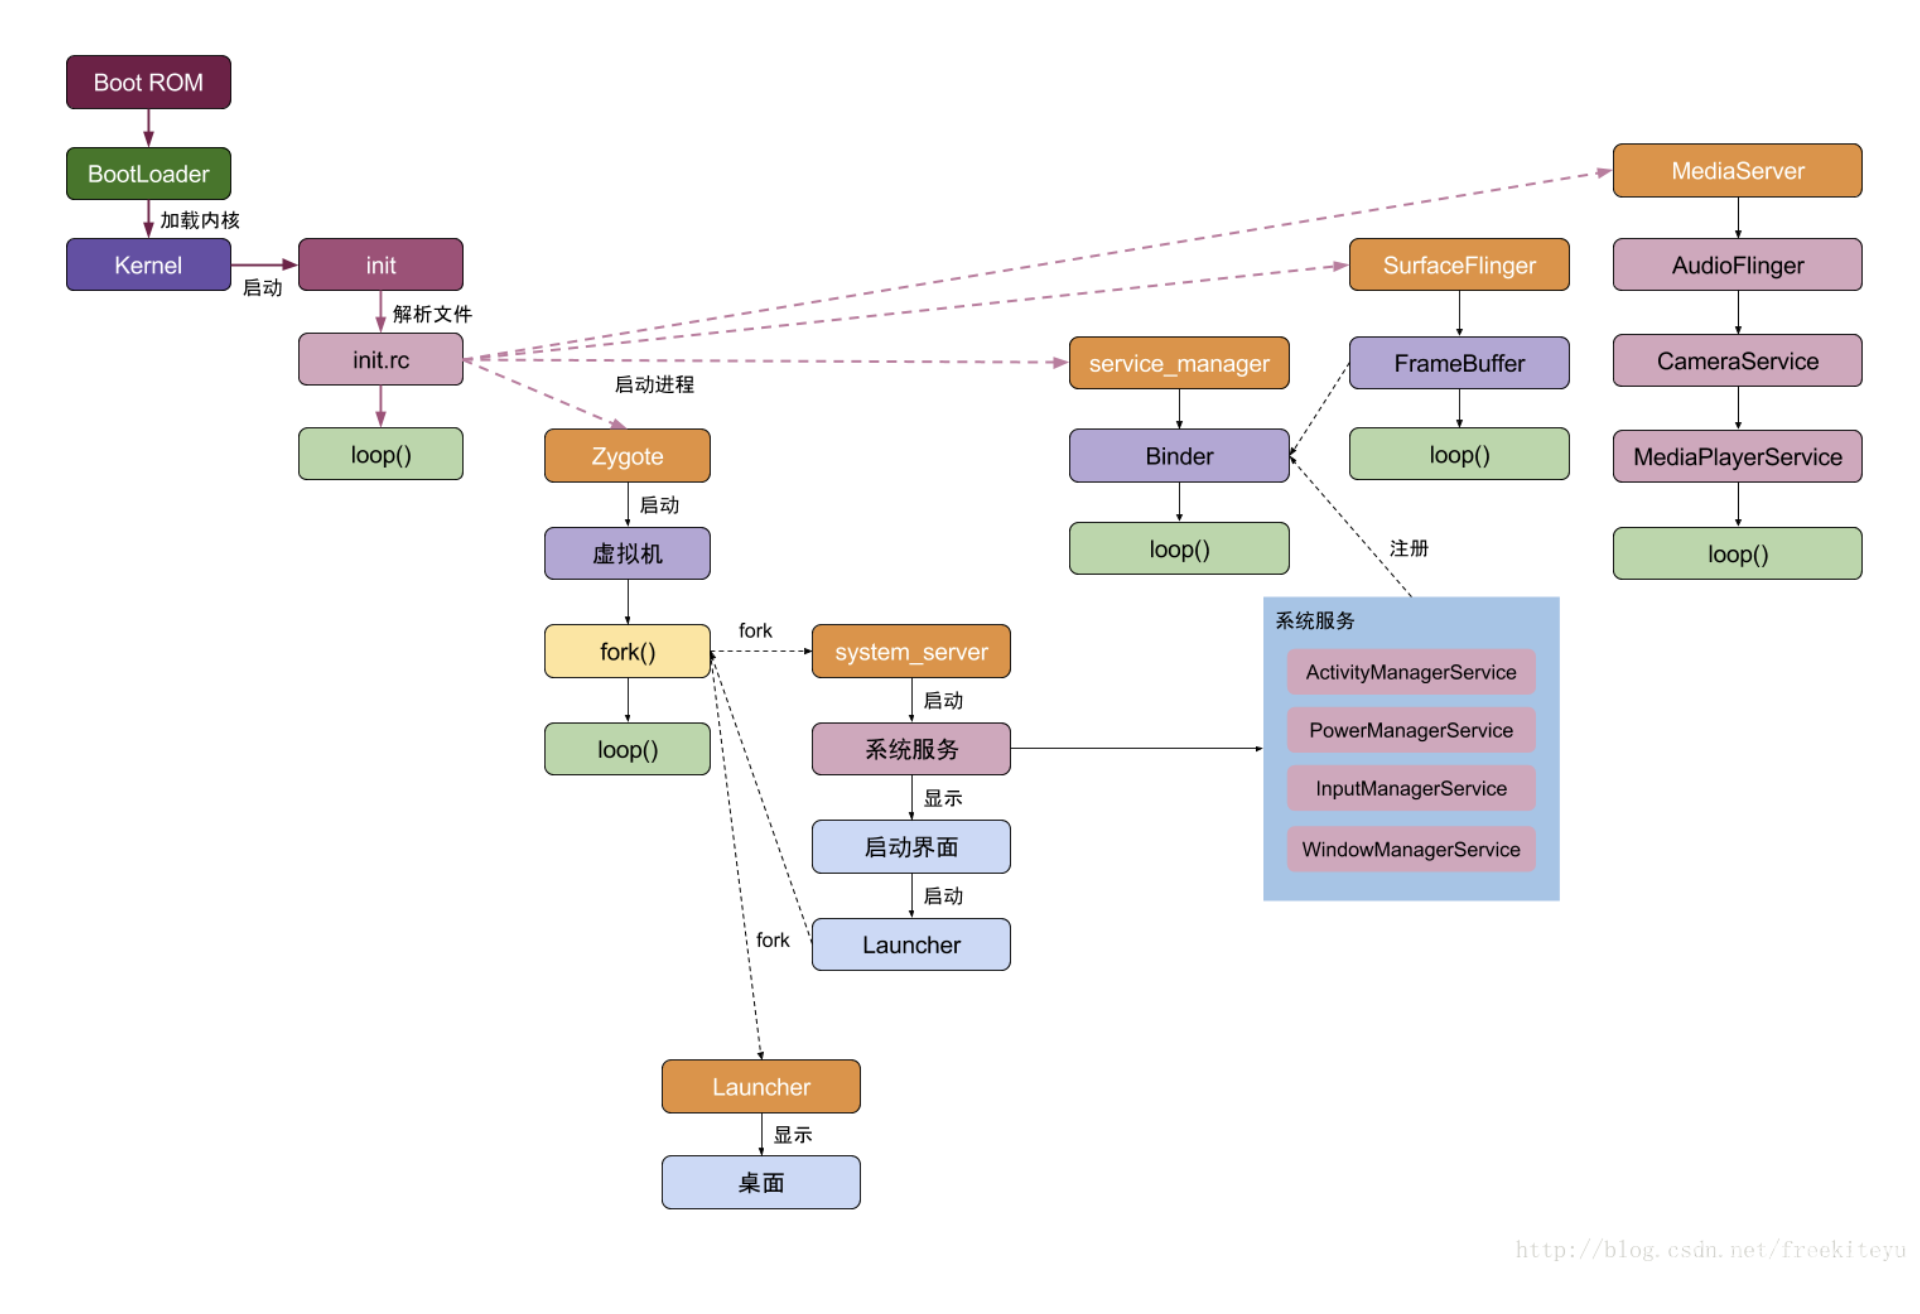 Boot ROM
BootLoader
加载内核
Kernel
启动
init
解析文件
init.rc
loop()
启动进程
MediaServer
AudioFlinger
CameraService
MediaPlayerService
loop()
SurfaceFlinger
FrameBuffer
loop()
service_manager
Binder
loop()
注册
Zygote
启动
虚拟机
fork()
loop()
fork
system_server
启动
系统服务
显示
启动界面
启动
Launcher
系统服务
ActivityManagerService
PowerManagerService
InputManagerService
WindowManagerService
fork
Launcher
显示
桌面
http://blog.csdn.net/freekiteyu